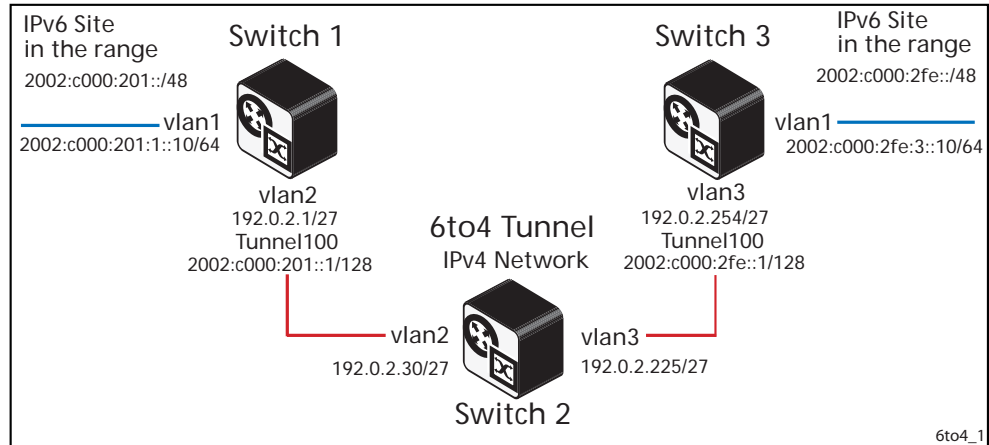 IPv6 Site
in the range
2002:c000:201::/48
Switch 1
Switch 3
IPv6 Site
in the range
2002:c000:2fe::/48
vlan1
2002:c000:201:1::10/64
vlan1
2002:c000:2fe:3::10/64
vlan2
192.0.2.1/27
Tunnel100
2002:c000:201::1/128
6to4 Tunnel
IPv4 Network
vlan3
192.0.2.254/27
Tunnel100
2002:c000:2fe::1/128
vlan2
192.0.2.30/27
vlan3
192.0.2.225/27
Switch 2
6to4_1